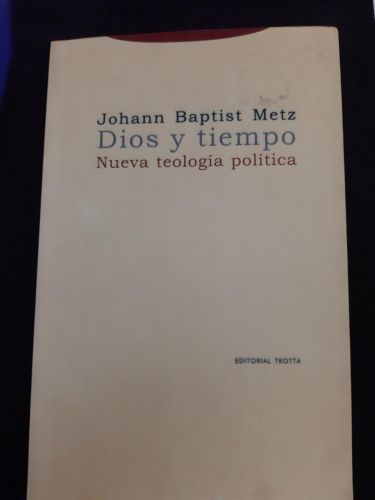 Johann Baptist Metz
Dios y tiempo
Nueva teología política
EDITORIAL TROTTA